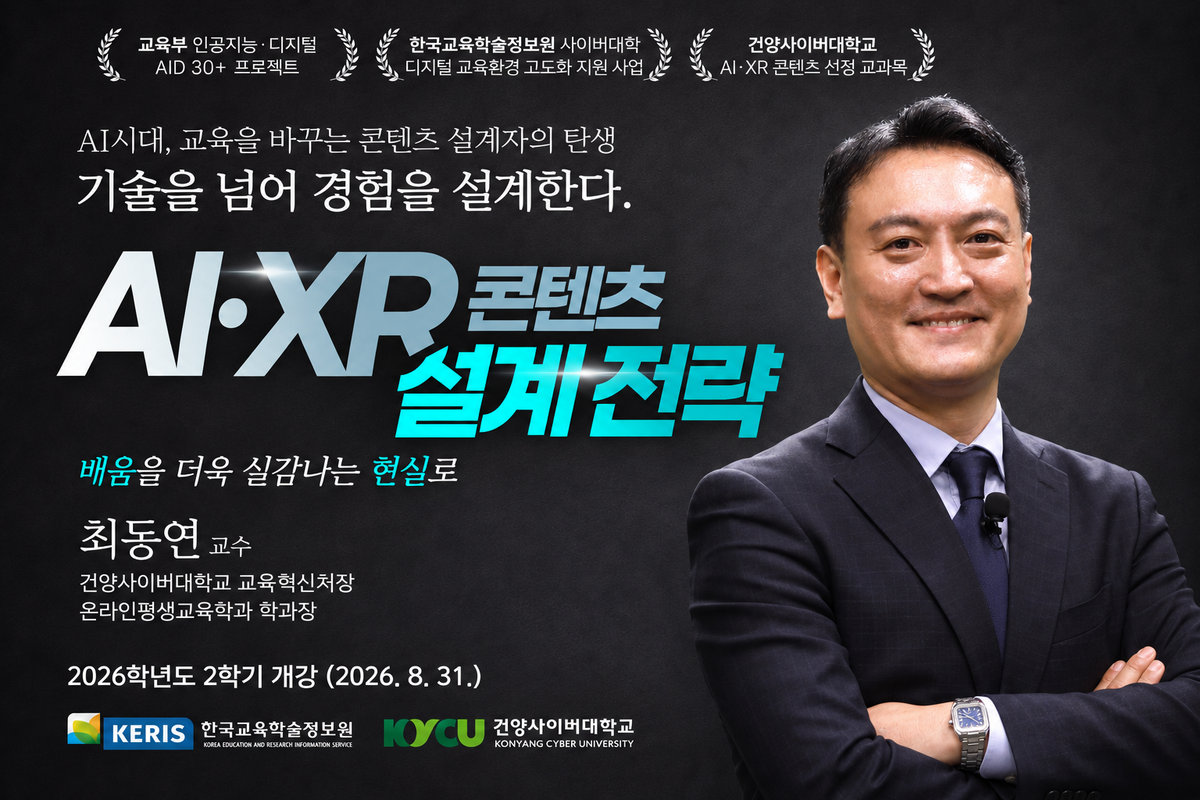 교육부 인공지능·디지털
AID 30+ 프로젝트
한국교육학술정보원 사이버대학
디지털 교육환경 고도화 지원 사업
건양사이버대학교
AI·XR 콘텐츠 선정 교과목
AI시대, 교육을 바꾸는 콘텐츠 설계자의 탄생
기술을 넘어 경험을 설계한다.
AI·XR 콘텐츠
설계 전략
배움을 더욱 실감나는 현실로
최동연 교수
건양사이버대학교 교육혁신처장
온라인평생교육학과 학과장
2026학년도 2학기 개강 (2026. 8. 31.)
KERIS 한국교육학술정보원
KOREA EDUCATION AND RESEARCH INFORMATION SERVICE
KYCU 건양사이버대학교
KONYANG CYBER UNIVERSITY